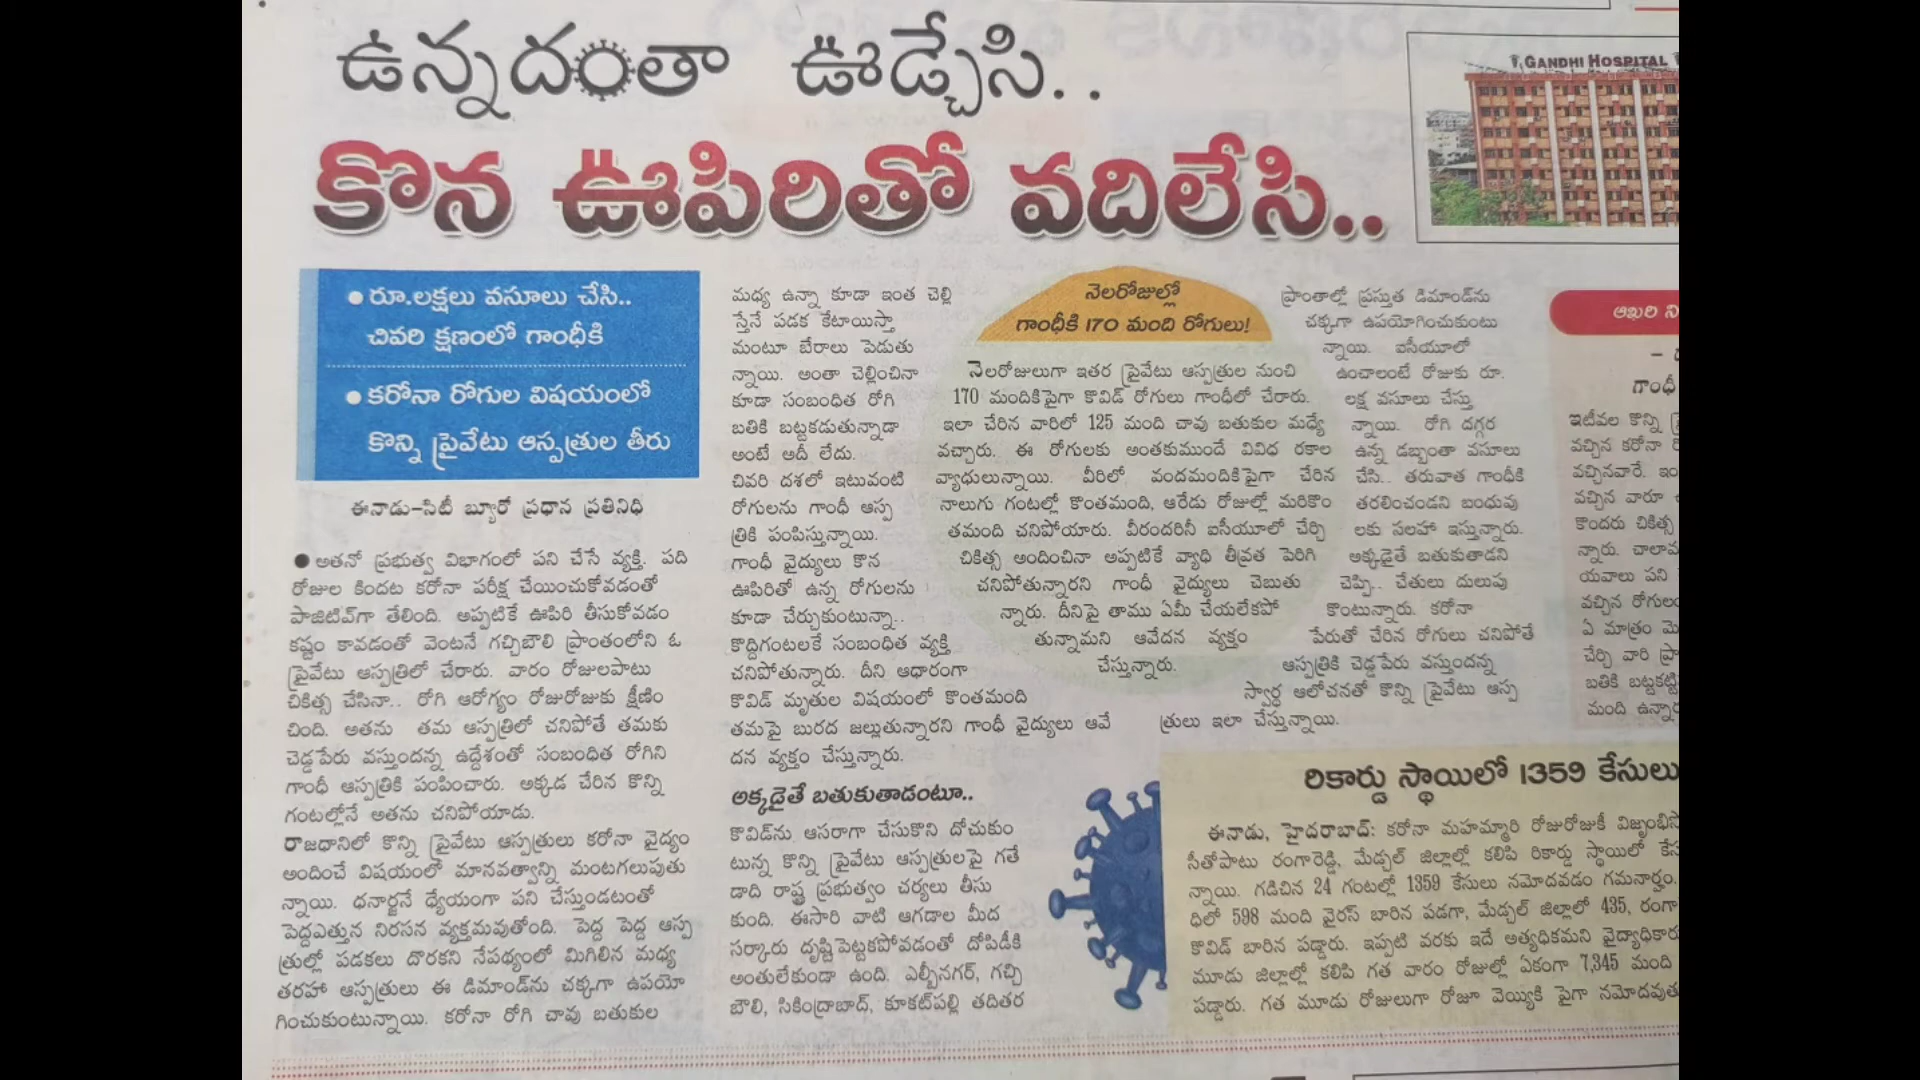 ఉన్నదంతా ఊడ్చేసి..
కొన ఊపిరితో వదిలేసి..
GANDHI HOSPITAL
● రూ.లక్షలు వసూలు చేసి..
చివరి క్షణంలో గాంధీకి
● కరోనా రోగుల విషయంలో
కొన్ని ప్రైవేటు ఆస్పత్రుల తీరు
ఈనాడు-సిటీ బ్యూరో ప్రధాన ప్రతినిధి
● అతనో ప్రభుత్వ విభాగంలో పని చేసే వ్యక్తి. పది
రోజుల కిందట కరోనా పరీక్ష చేయించుకోవడంతో
పాజిటివ్‌గా తేలింది. అప్పటికే ఊపిరి తీసుకోవడం
కష్టం కావడంతో వెంటనే గచ్చిబౌలి ప్రాంతంలోని ఓ
ప్రైవేటు ఆస్పత్రిలో చేరారు. వారం రోజులపాటు
చికిత్స చేసినా.. రోగి ఆరోగ్యం రోజురోజుకు క్షీణిం
చింది. అతను తమ ఆస్పత్రిలో చనిపోతే తమకు
చెడ్డపేరు వస్తుందన్న ఉద్దేశంతో సంబంధిత రోగిని
గాంధీ ఆస్పత్రికి పంపించారు. అక్కడ చేరిన కొన్ని
గంటల్లోనే అతను చనిపోయాడు.
రాజధానిలో కొన్ని ప్రైవేటు ఆస్పత్రులు కరోనా వైద్యం
అందించే విషయంలో మానవత్వాన్ని మంటగలుపుతు
న్నాయి. ధనార్జనే ధ్యేయంగా పని చేస్తుండటంతో
పెద్దఎత్తున నిరసన వ్యక్తమవుతోంది. పెద్ద పెద్ద ఆస్ప
త్రుల్లో పడకలు దొరకని నేపథ్యంలో మిగిలిన మధ్య
తరహా ఆస్పత్రులు ఈ డిమాండ్‌ను చక్కగా ఉపయో
గించుకుంటున్నాయి. కరోనా రోగి చావు బతుకుల
మధ్య ఉన్నా కూడా ఇంత చెల్లి
స్తేనే పడక కేటాయిస్తా
మంటూ బేరాలు పెడుతు
న్నాయి. అంతా చెల్లించినా
కూడా సంబంధిత రోగి
బతికి బట్టకడుతున్నాడా
అంటే అదీ లేదు.
చివరి దశలో ఇటువంటి
రోగులను గాంధీ ఆస్ప
త్రికి పంపిస్తున్నాయి.
గాంధీ వైద్యులు కొన
ఊపిరితో ఉన్న రోగులను
కూడా చేర్చుకుంటున్నా..
కొద్దిగంటలకే సంబంధిత వ్యక్తి
చనిపోతున్నారు. దీని ఆధారంగా
కొవిడ్ మృతుల విషయంలో కొంతమంది
తమపై బురద జల్లుతున్నారని గాంధీ వైద్యులు ఆవే
దన వ్యక్తం చేస్తున్నారు.
అక్కడైతే బతుకుతాడంటూ..
కొవిడ్‌ను ఆసరాగా చేసుకొని దోచుకుం
టున్న కొన్ని ప్రైవేటు ఆస్పత్రులపై గతే
డాది రాష్ట్ర ప్రభుత్వం చర్యలు తీసు
కుంది. ఈసారి వాటి ఆగడాల మీద
సర్కారు దృష్టిపెట్టకపోవడంతో దోపిడీకి
అంతులేకుండా ఉంది. ఎల్బీనగర్, గచ్చి
బౌలి, సికింద్రాబాద్, కూకట్‌పల్లి తదితర
నెలరోజుల్లో
గాంధీకి 170 మంది రోగులు!
నెలరోజులుగా ఇతర ప్రైవేటు ఆస్పత్రుల నుంచి
170 మందికిపైగా కొవిడ్ రోగులు గాంధీలో చేరారు.
ఇలా చేరిన వారిలో 125 మంది చావు బతుకుల మధ్యే
వచ్చారు. ఈ రోగులకు అంతకుముందే వివిధ రకాల
వ్యాధులున్నాయి. వీరిలో వందమందికిపైగా చేరిన
నాలుగు గంటల్లో కొంతమంది, ఆరేడు రోజుల్లో మరికొం
తమంది చనిపోయారు. వీరందరినీ ఐసీయూలో చేర్చి
చికిత్స అందించినా అప్పటికే వ్యాధి తీవ్రత పెరిగి
చనిపోతున్నారని గాంధీ వైద్యులు చెబుతు
న్నారు. దీనిపై తాము ఏమీ చేయలేకపో
తున్నామని ఆవేదన వ్యక్తం
చేస్తున్నారు.
ప్రాంతాల్లో ప్రస్తుత డిమాండ్‌ను
చక్కగా ఉపయోగించుకుంటు
న్నాయి. ఐసీయూలో
ఉంచాలంటే రోజుకు రూ.
లక్ష వసూలు చేస్తు
న్నాయి. రోగి దగ్గర
ఉన్న డబ్బంతా వసూలు
చేసి.. తరువాత గాంధీకి
తరలించండని బంధువు
లకు సలహా ఇస్తున్నారు.
అక్కడైతే బతుకుతాడని
చెప్పి.. చేతులు దులుపు
కొంటున్నారు. కరోనా
పేరుతో చేరిన రోగులు చనిపోతే
ఆస్పత్రికి చెడ్డపేరు వస్తుందన్న
స్వార్థ ఆలోచనతో కొన్ని ప్రైవేటు ఆస్ప
త్రులు ఇలా చేస్తున్నాయి.
ఆఖరి ని
గాంధీ
ఇటీవల కొన్ని
వచ్చిన కరోనా
వచ్చినవారే. ఇం
వచ్చిన వారూ
కొందరు చికిత్స
న్నారు. చాలామ
యవాలు పని
వచ్చిన రోగుల
ఏ మాత్రం మె
చేర్చి వారి ప్రా
బతికి బట్టకట్టి
మంది ఉన్నార
రికార్డు స్థాయిలో 1359 కేసులు
ఈనాడు, హైదరాబాద్: కరోనా మహమ్మారి రోజురోజుకీ విజృంభిస్
సీతోపాటు రంగారెడ్డి, మేడ్చల్ జిల్లాల్లో కలిపి రికార్డు స్థాయిలో కేసు
న్నాయి. గడిచిన 24 గంటల్లో 1359 కేసులు నమోదవడం గమనార్హం.
ధిలో 598 మంది వైరస్ బారిన పడగా, మేడ్చల్ జిల్లాలో 435, రంగా
కొవిడ్ బారిన పడ్డారు. ఇప్పటి వరకు ఇదే అత్యధికమని వైద్యాధికారు
మూడు జిల్లాల్లో కలిపి గత వారం రోజుల్లో ఏకంగా 7,345 మంది
పడ్డారు. గత మూడు రోజులుగా రోజూ వెయ్యికి పైగా నమోదవుత